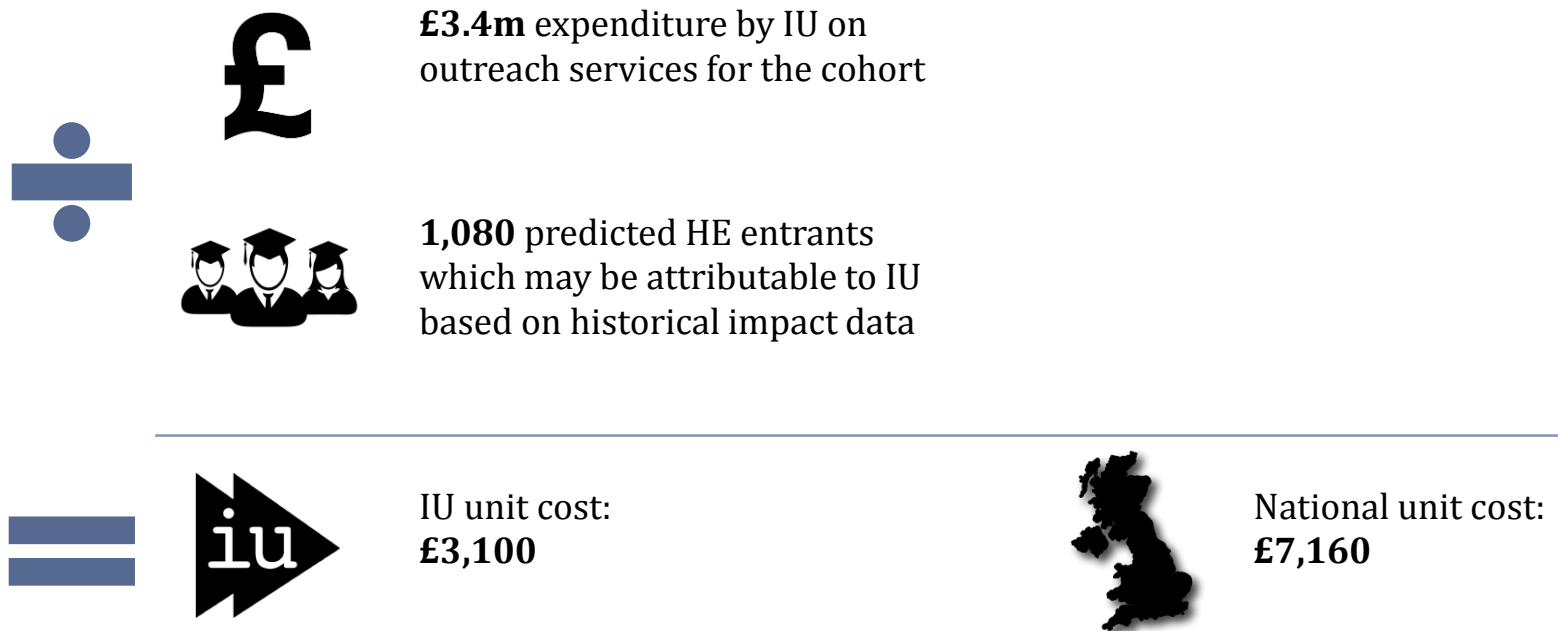 £3.4m expenditure by IU on
outreach services for the cohort
1,080 predicted HE entrants
which may be attributable to IU
based on historical impact data
iu
IU unit cost:
£3,100
National unit cost:
£7,160